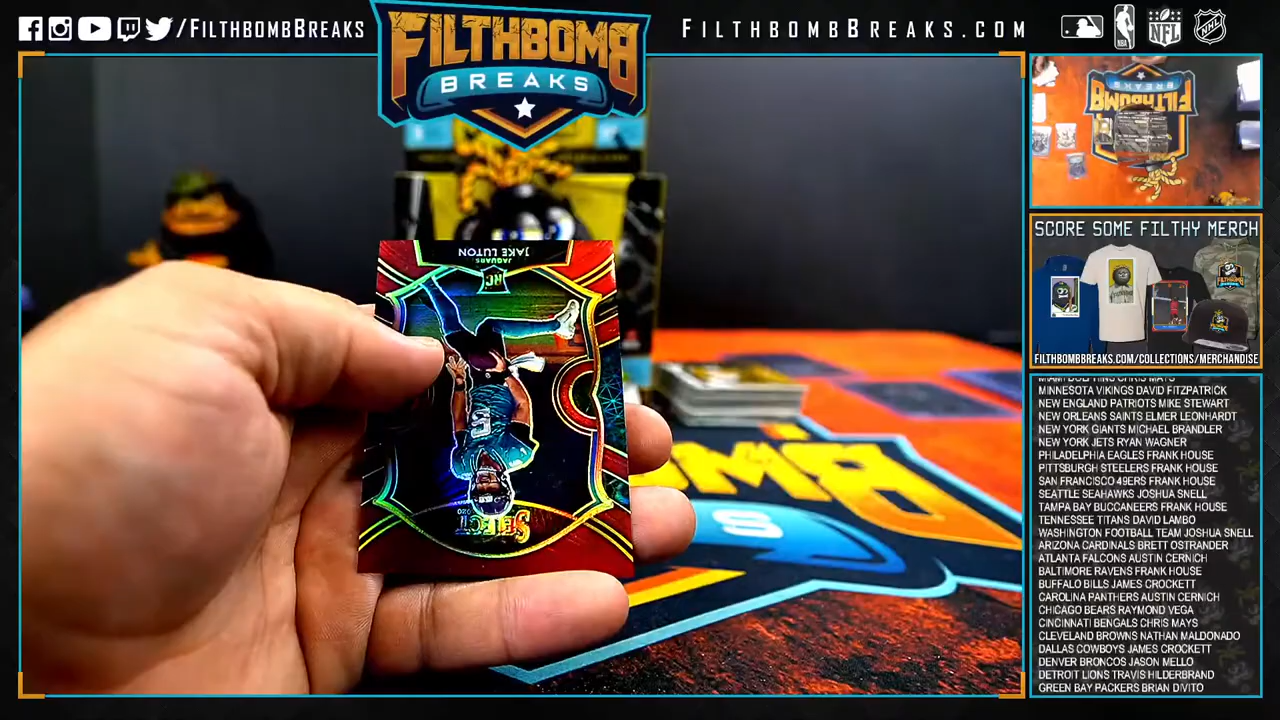 /FILTHBOMBBREAKS
FILTHBOMB
BREAKS
FILTHBOMBBREAKS.COM
NFL
JAKE LUTON
JAGUARS
RC
SELECT
2020
SCORE SOME FILTHY MERCH
FILTHBOMBBREAKS.COM/COLLECTIONS/MERCHANDISE
MIAMI DOLPHINS CHRIS MAYS
MINNESOTA VIKINGS DAVID FITZPATRICK
NEW ENGLAND PATRIOTS MIKE STEWART
NEW ORLEANS SAINTS ELMER LEONHARDT
NEW YORK GIANTS MICHAEL BRANDLER
NEW YORK JETS RYAN WAGNER
PHILADELPHIA EAGLES FRANK HOUSE
PITTSBURGH STEELERS FRANK HOUSE
SAN FRANCISCO 49ERS FRANK HOUSE
SEATTLE SEAHAWKS JOSHUA SNELL
TAMPA BAY BUCCANEERS FRANK HOUSE
TENNESSEE TITANS DAVID LAMBO
WASHINGTON FOOTBALL TEAM JOSHUA SNELL
ARIZONA CARDINALS BRETT OSTRANDER
ATLANTA FALCONS AUSTIN CERNICH
BALTIMORE RAVENS FRANK HOUSE
BUFFALO BILLS JAMES CROCKETT
CAROLINA PANTHERS AUSTIN CERNICH
CHICAGO BEARS RAYMOND VEGA
CINCINNATI BENGALS CHRIS MAYS
CLEVELAND BROWNS NATHAN MALDONADO
DALLAS COWBOYS JAMES CROCKETT
DENVER BRONCOS JASON MELLO
DETROIT LIONS TRAVIS HILDERBRAND
GREEN BAY PACKERS BRIAN DIVITO